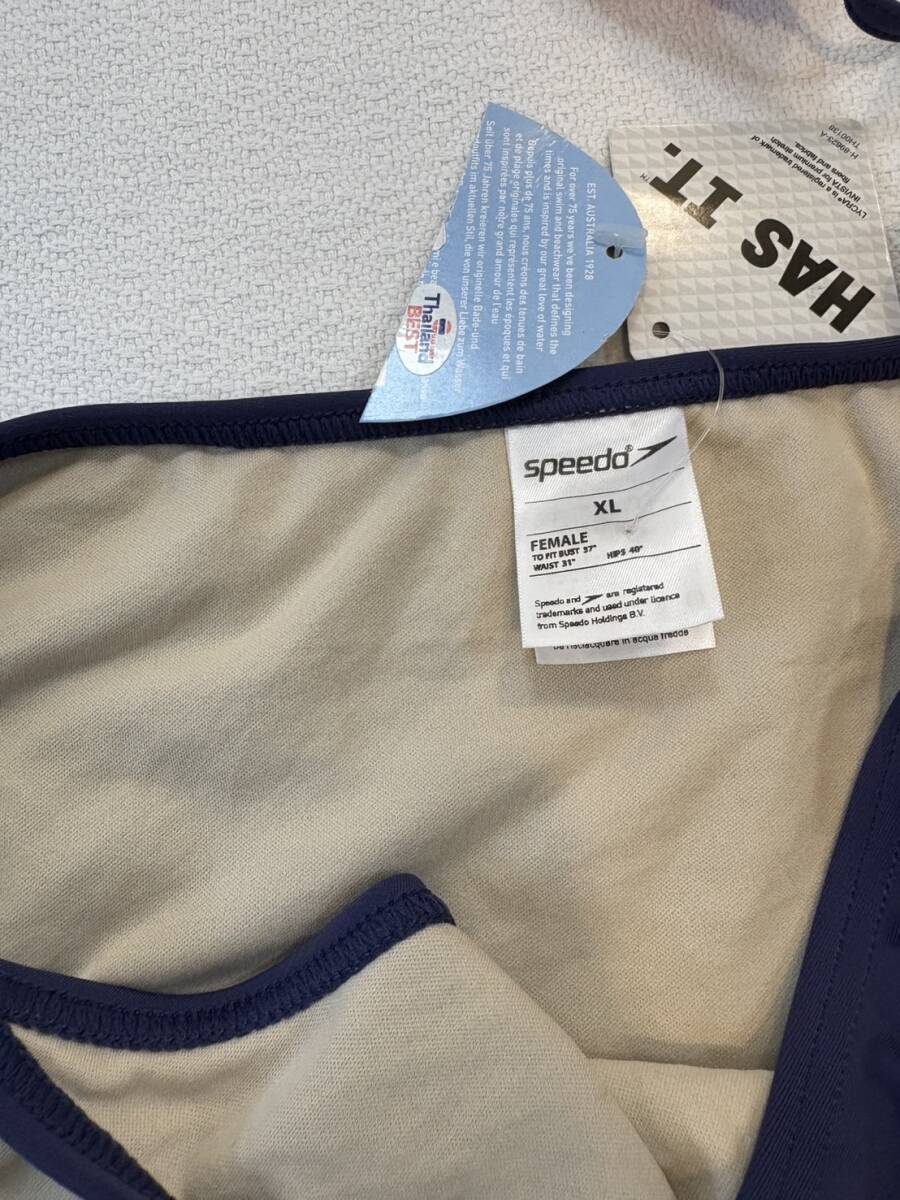 EST. AUSTRALIA 1928
For over 75 years we've been designing
original swim and beachwear that defines the
times and is inspired by our great love of water
Depuis plus de 75 ans, nous créons des tenues de bain
et de plage originales qui représentent les époques et qui
sont inspirées par notre grand amour de l'eau
Seit über 75 Jahren kreieren wir originelle Bade-und
outfits im aktuellen Stil, die von unserer Liebe zum Wasser
Thailand
BEST
HAS IT.™
LYCRA® is a registered trademark of
INVISTA for premium stretch
fibers and fabrics.
H-89623-A
TH00138
speedo®
XL
FEMALE
TO FIT BUST 37"
WAIST 31" HIPS 40"
Speedo and are registered
trademarks and used under licence
from Speedo Holdings B.V.
in acqua fredda